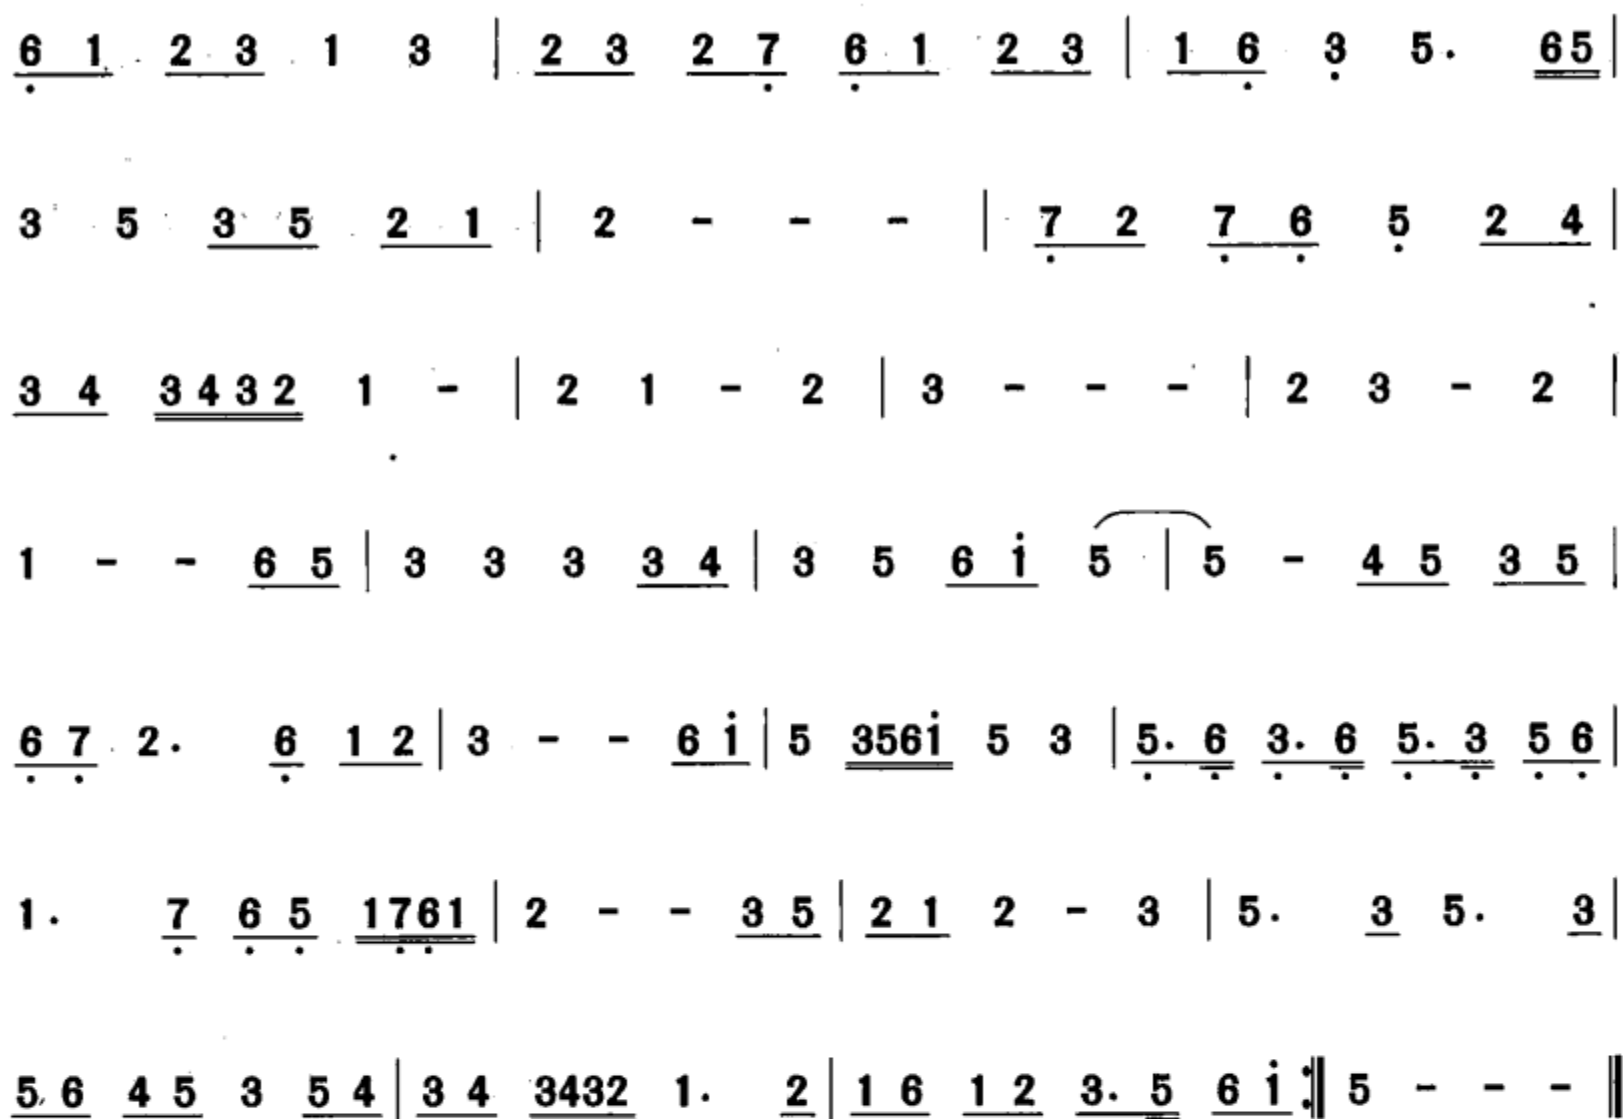 6̣ 1 2 3 1 3 | 2 3 2 7̣ 6̣ 1 2 3 | 1 6̣ 3̣ 5. 65 |
3 5 3 5 2 1 | 2 - - - | 7̣ 2 7̣ 6̣ 5̣ 2 4 |
3 4 3432 1 - | 2 1 - 2 | 3 - - - | 2 3 - 2 |
1 - - 6 5 | 3 3 3 3 4 | 3 5 6 i 5 | 5 - 4 5 3 5 |
6̣ 7̣ 2. 6̣ 1 2 | 3 - - 6 i | 5 356i 5 3 | 5̣. 6̣ 3̣. 6̣ 5̣. 3̣ 5̣ 6̣ |
1. 7̣ 6̣ 5̣ 17̣6̣1 | 2 - - 3 5 | 2 1 2 - 3 | 5. 3 5. 3 |
5 6 4 5 3 5 4 | 3 4 3432 1. 2 | 1 6 1 2 3. 5 6 i :‖ 5 - - - ‖